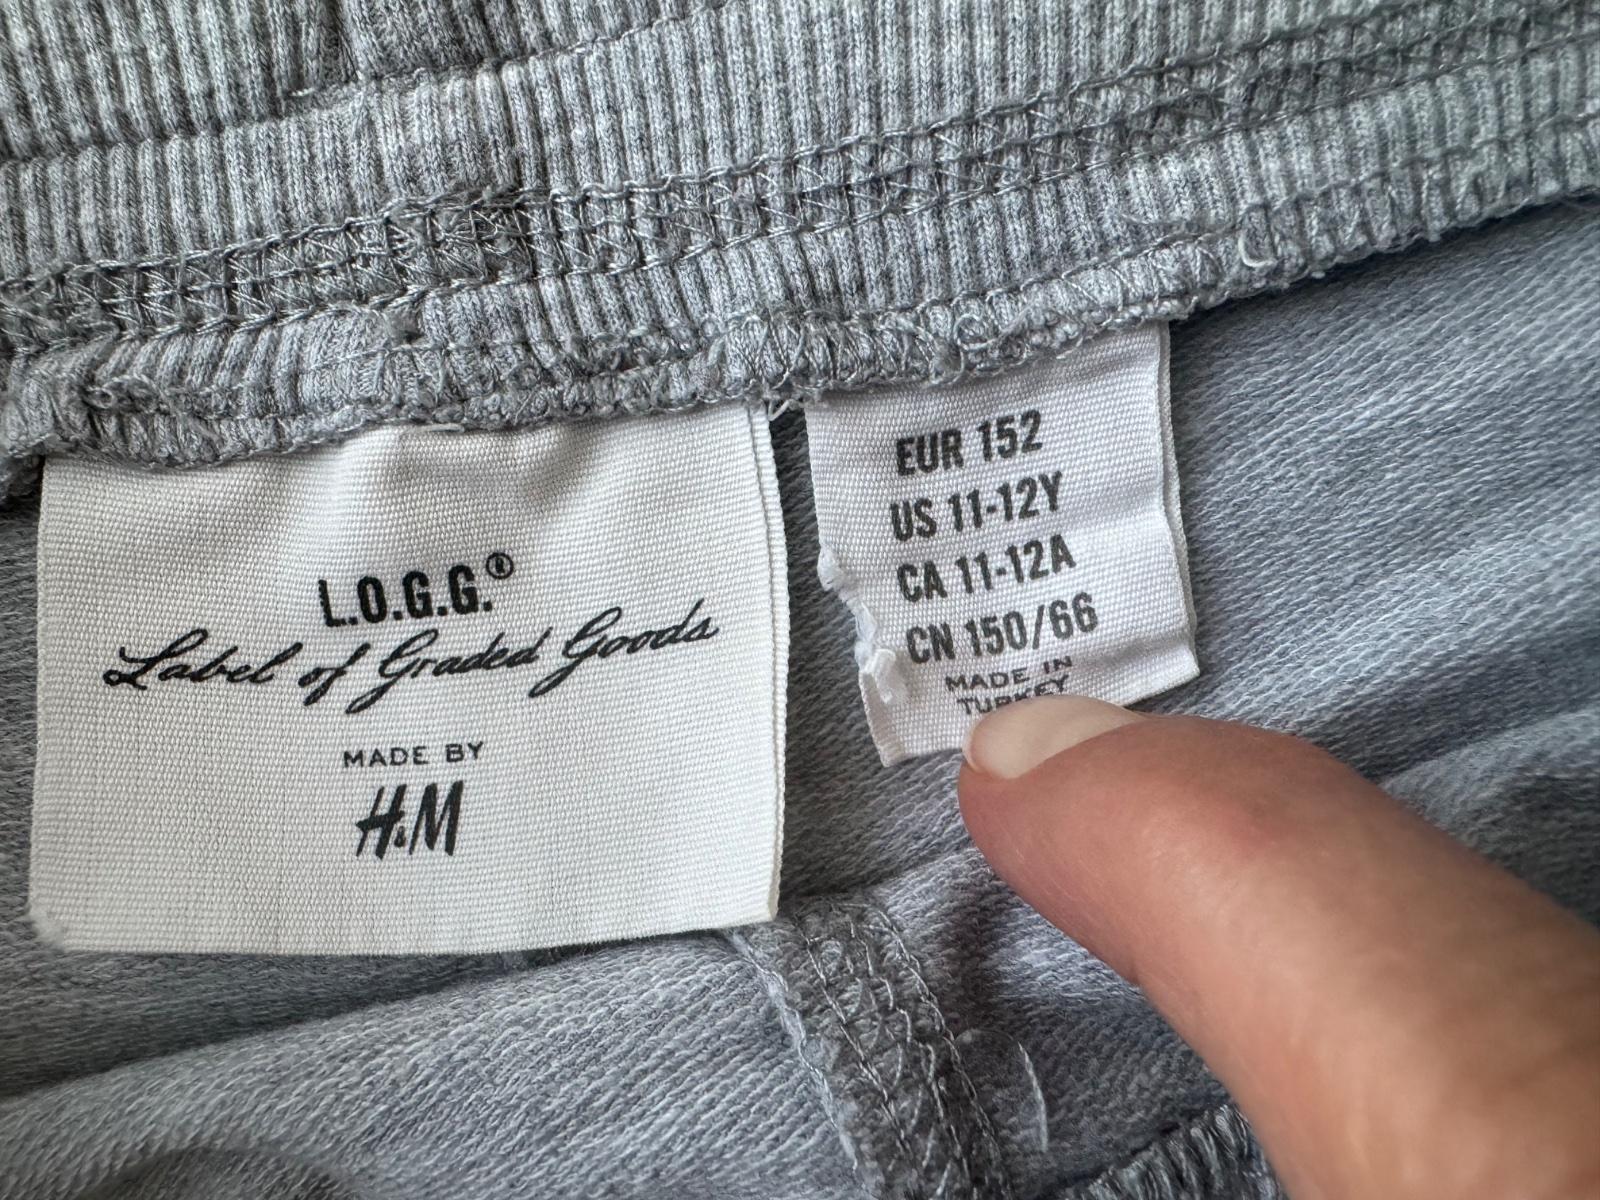 L.O.G.G.®
Label of Graded Goods
MADE BY
H&M
EUR 152
US 11-12Y
CA 11-12A
CN 150/66
MADE IN
TURKEY